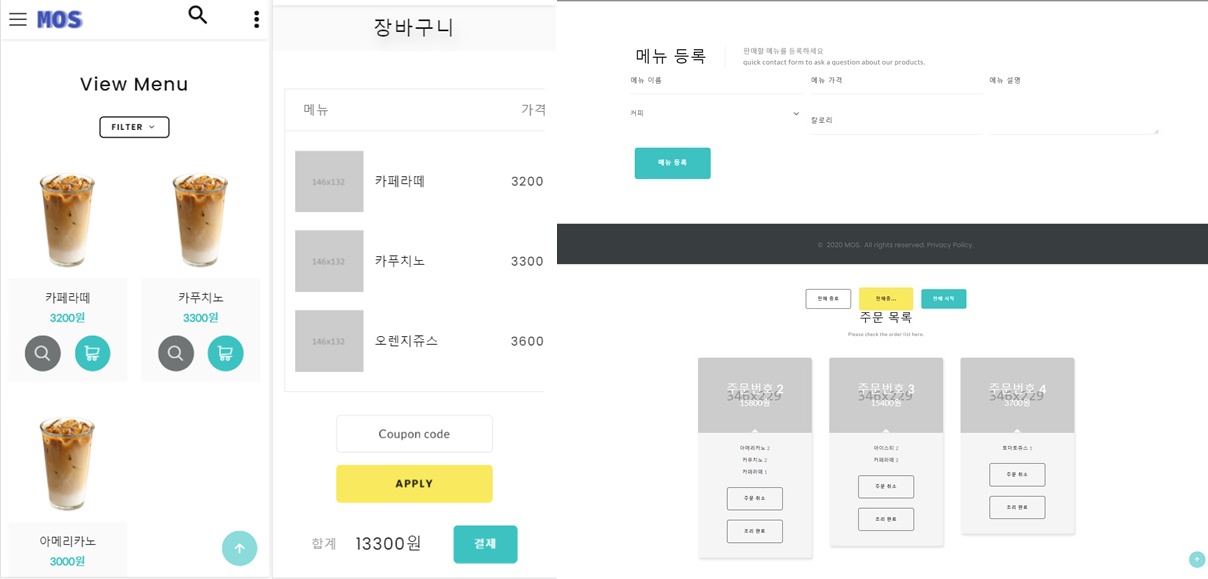 MOS
View Menu
FILTER
카페라떼
3200원
카푸치노
3300원
아메리카노
3000원
장바구니
메뉴 가격
146x132 카페라떼 3200
146x132 카푸치노 3300
146x132 오렌지쥬스 3600
Coupon code
APPLY
합계 13300원 결제
메뉴 등록
판매할 메뉴를 등록하세요
quick contact form to ask a question about our products.
메뉴 이름 메뉴 가격 메뉴 설명
커피
칼로리
메뉴 등록
© 2020 MOS. All rights reserved. Privacy Policy.
판매 종료 판매중... 판매 시작
주문 목록
Please check the order list here.
주문번호 2
346x229
15800원
아메리카노 2
카푸치노 2
카페라떼 1
주문 취소
조리 완료
주문번호 3
346x229
15400원
아이스티 2
카페라떼 2
주문 취소
조리 완료
주문번호 4
346x229
3700원
토마토쥬스 1
주문 취소
조리 완료